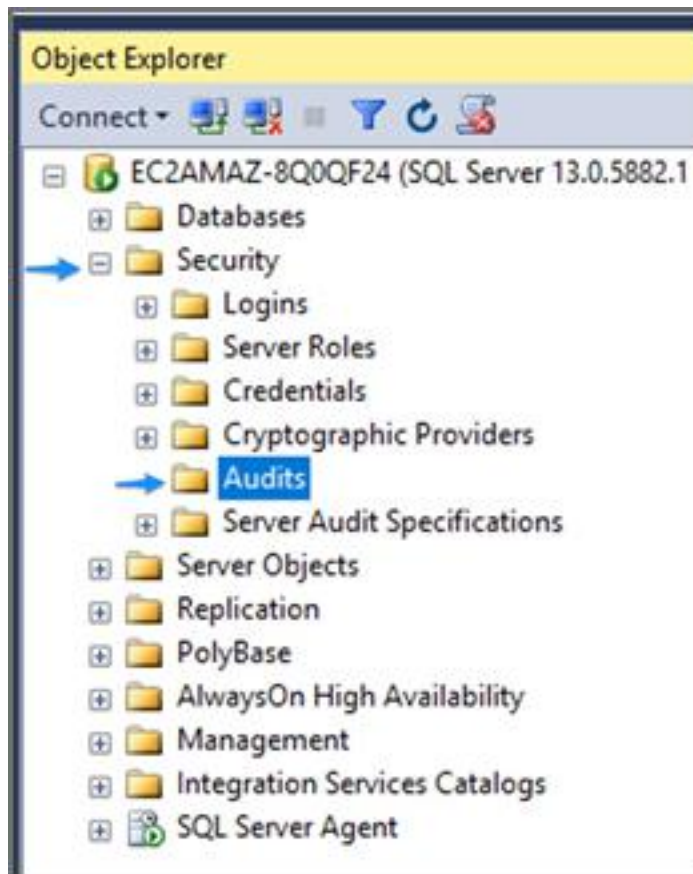 Object Explorer
Connect
EC2AMAZ-8Q0QF24 (SQL Server 13.0.5882.1
Databases
Security
Logins
Server Roles
Credentials
Cryptographic Providers
Audits
Server Audit Specifications
Server Objects
Replication
PolyBase
AlwaysOn High Availability
Management
Integration Services Catalogs
SQL Server Agent